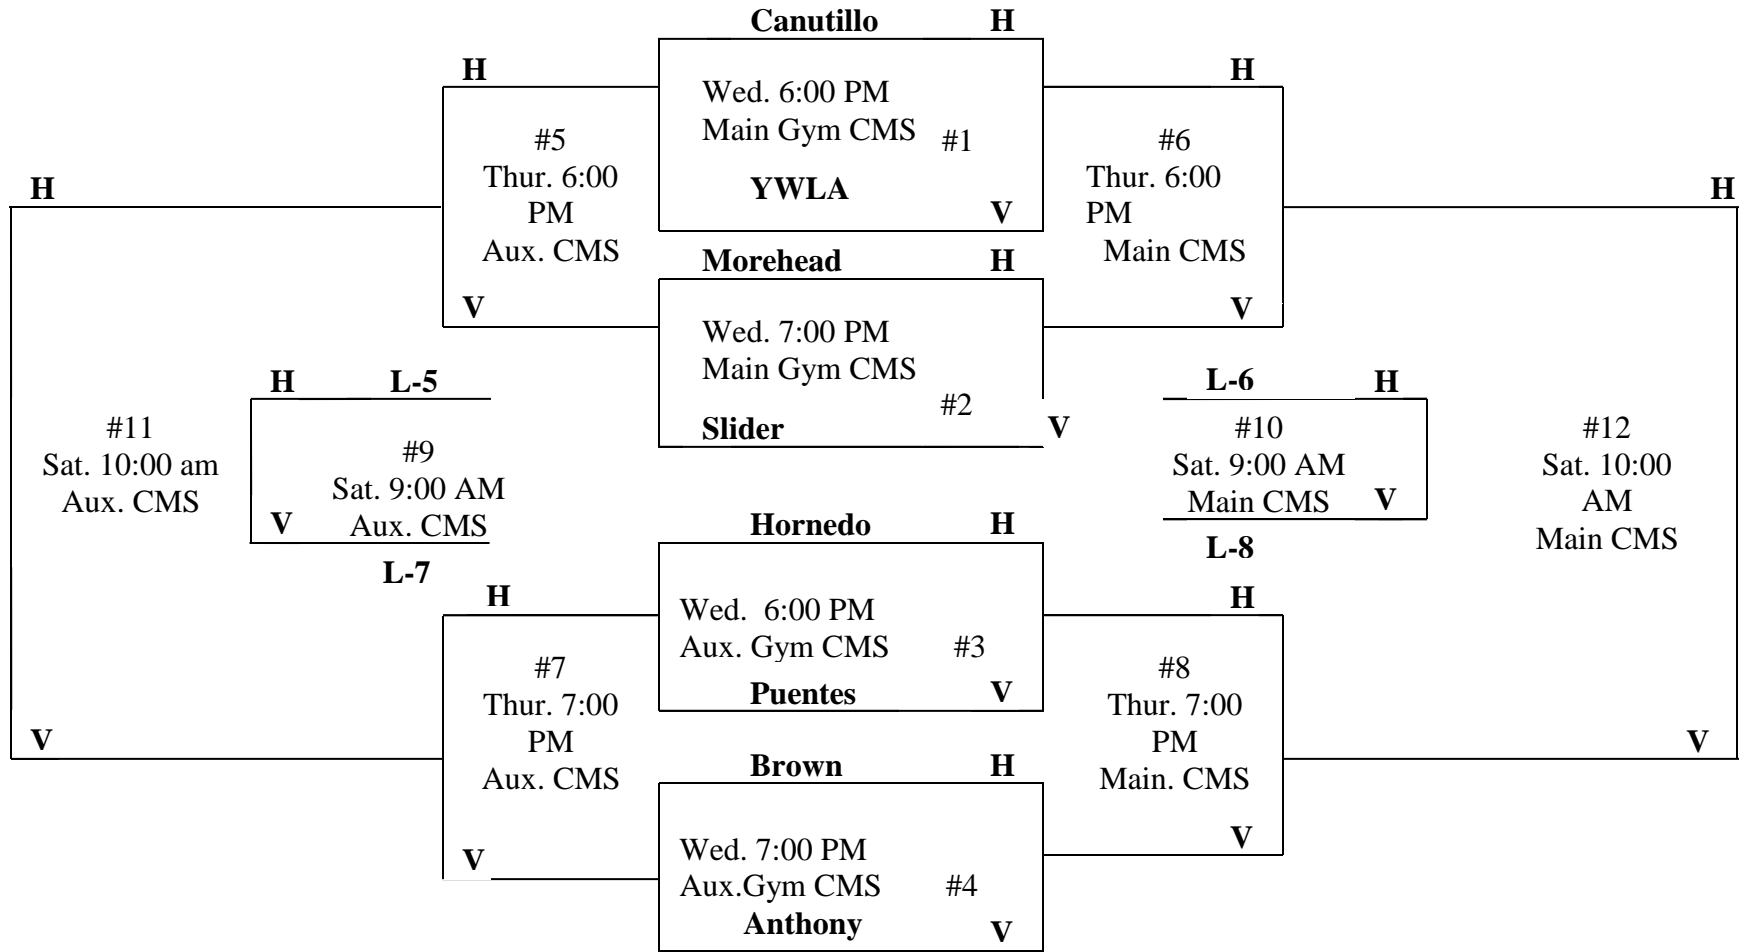 Canutillo H
H
H
Wed. 6:00 PM
Main Gym CMS #1
#5
Thur. 6:00
PM
Aux. CMS
#6
Thur. 6:00
PM
Main CMS
H
YWLA
V
H
Morehead H
V
V
Wed. 7:00 PM
Main Gym CMS
#2
Slider V
H L-5
L-6 H
#11
Sat. 10:00 am
Aux. CMS
#9
Sat. 9:00 AM
Aux. CMS
V
L-7
#10
Sat. 9:00 AM
Main CMS V
L-8
#12
Sat. 10:00
AM
Main CMS
Hornedo H
H
H
Wed.  6:00 PM
Aux. Gym CMS #3
Puentes V
#7
Thur. 7:00
PM
Aux. CMS
#8
Thur. 7:00
PM
Main. CMS
V
V
Brown H
V
V
Wed. 7:00 PM
Aux.Gym CMS #4
Anthony V